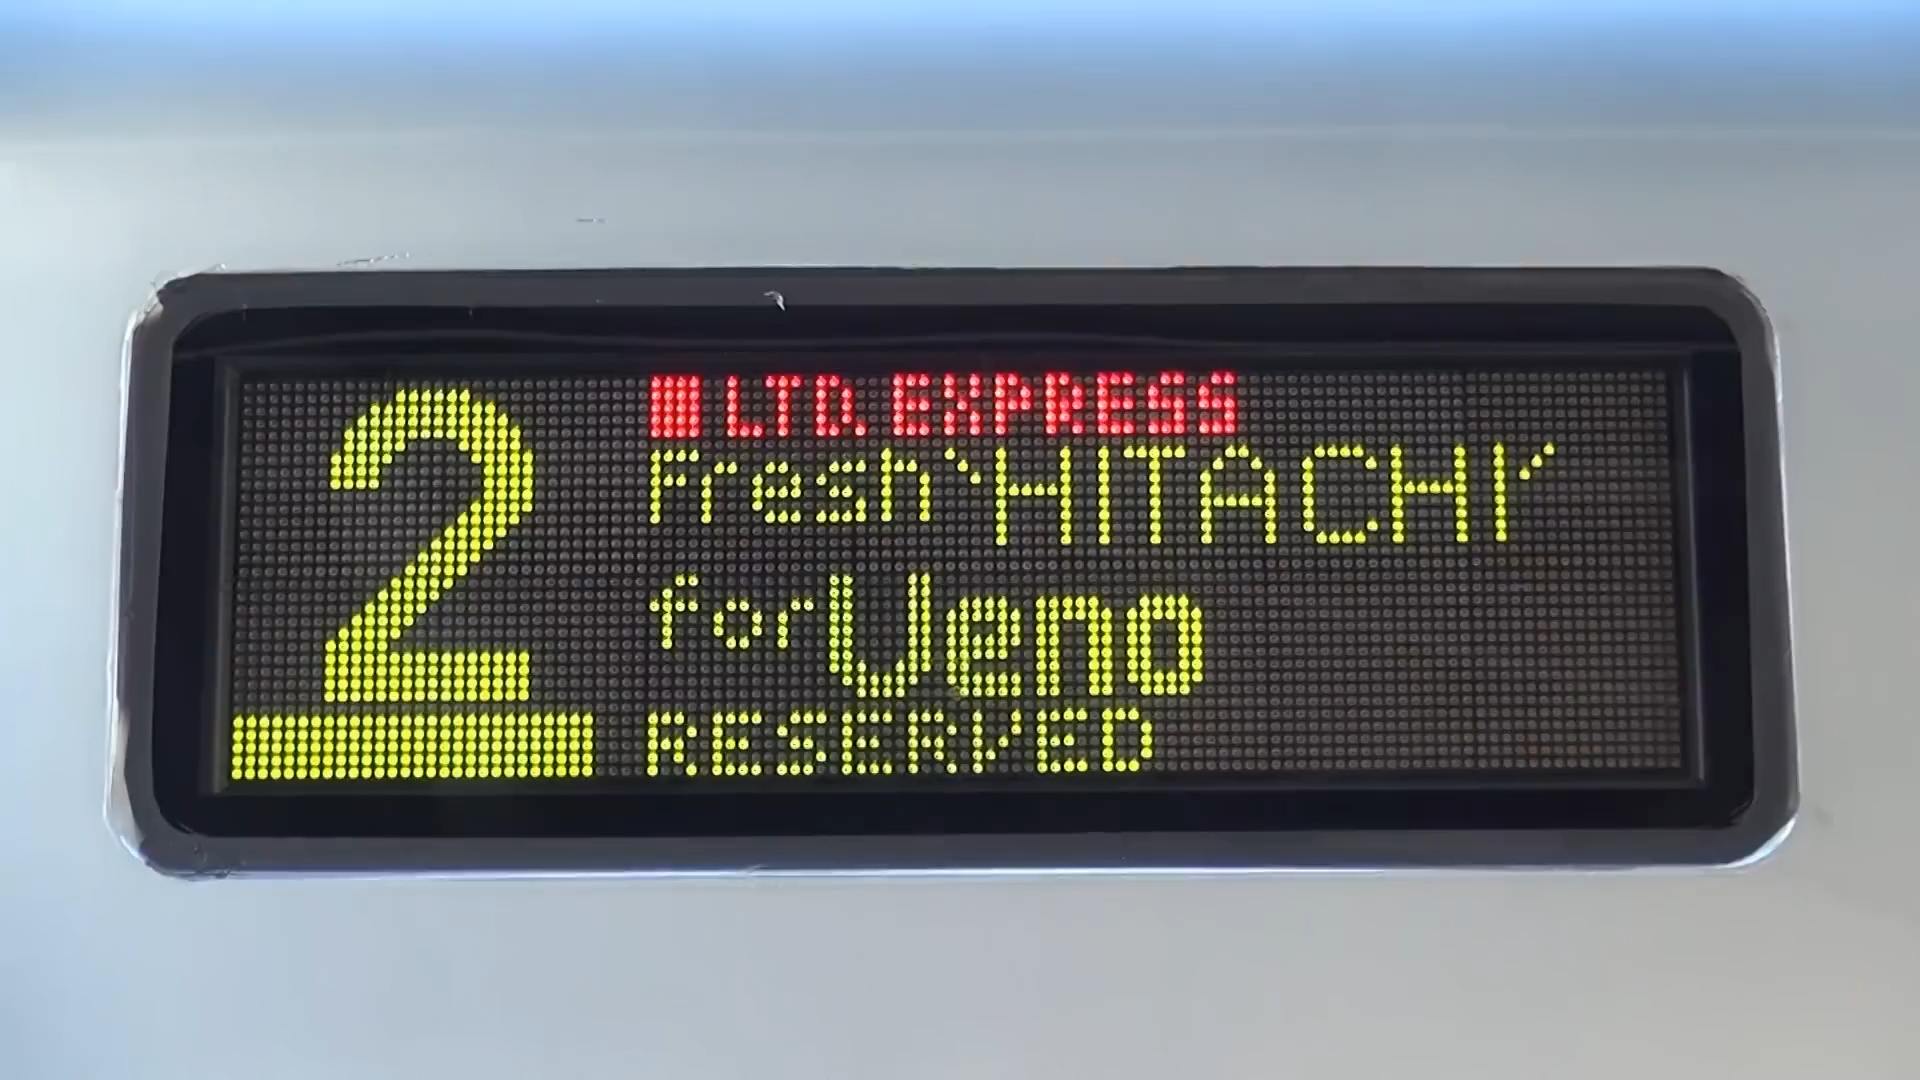 2
■LTD. EXPRESS
Fresh`HITACHI´
for Ueno
RESERVED